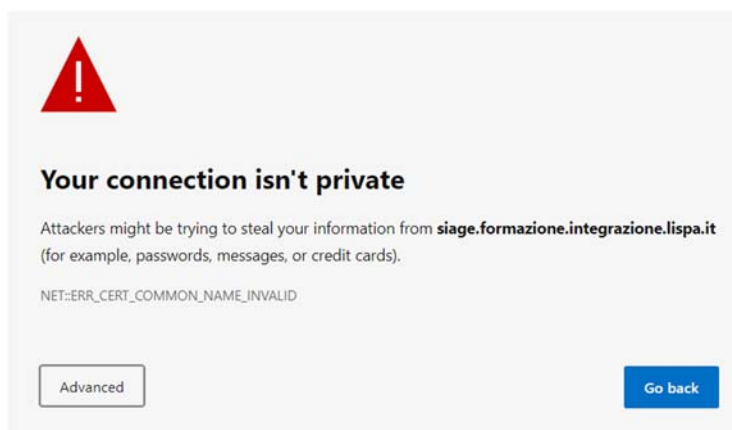 Your connection isn't private
Attackers might be trying to steal your information from siage.formazione.integrazione.lispa.it
(for example, passwords, messages, or credit cards).
NET::ERR_CERT_COMMON_NAME_INVALID
Advanced
Go back